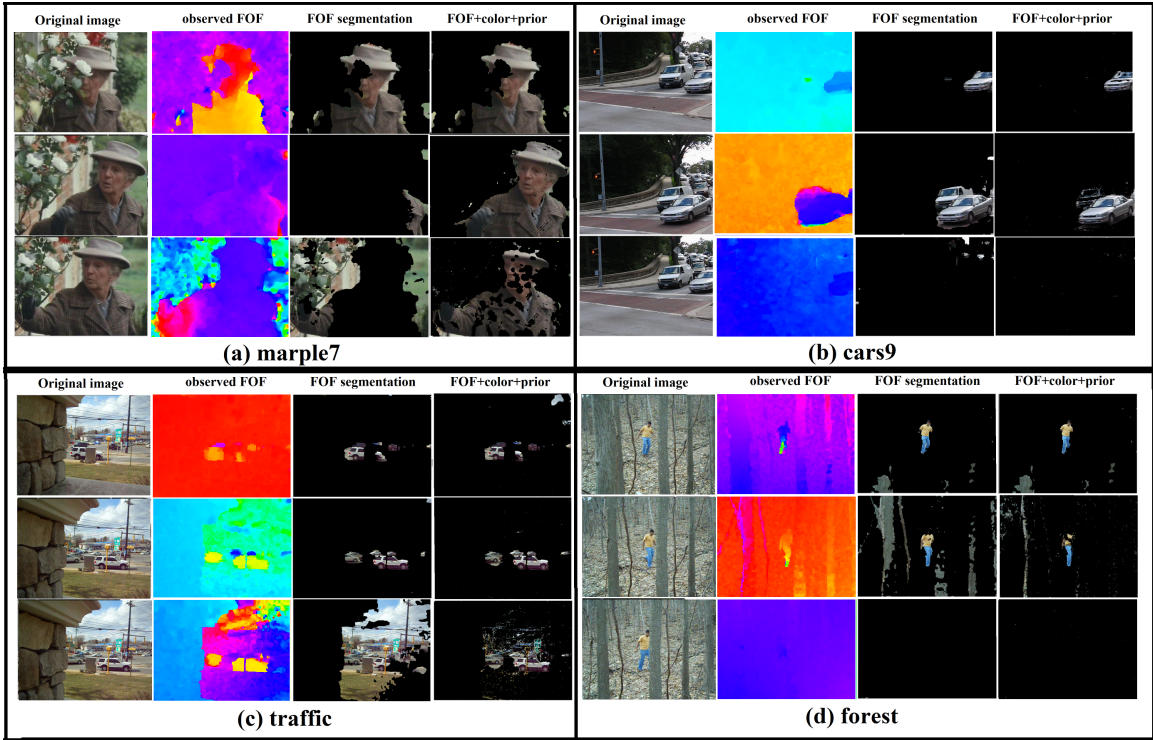 Original image observed FOF FOF segmentation FOF+color+prior
(a) marple7
Original image observed FOF FOF segmentation FOF+color+prior
(b) cars9
Original image observed FOF FOF segmentation FOF+color+prior
(c) traffic
Original image observed FOF FOF segmentation FOF+color+prior
(d) forest